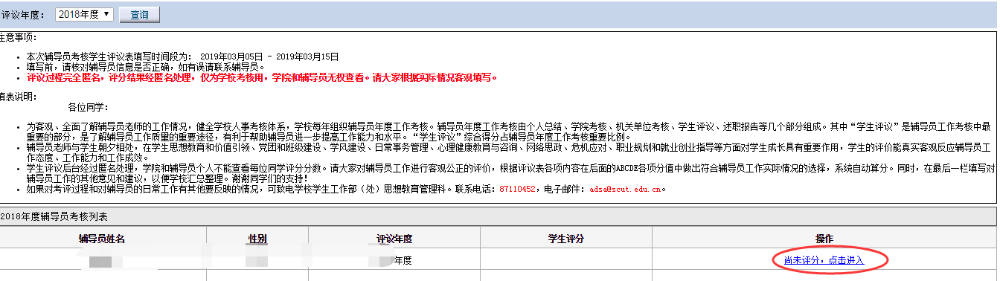 评议年度： 2018年度 查询
注意事项：
本次辅导员考核学生评议表填写时间段为： 2019年03月05日 - 2019年03月15日
填写前，请核对辅导员信息是否正确，如有误请联系辅导员。
评议过程完全匿名，评分结果经匿名处理，仅为学校考核用，学院和辅导员无权查看。请大家根据实际情况客观填写。
填表说明：
各位同学：
为客观、全面了解辅导员老师的工作情况，健全学校人事考核体系，学校每年组织辅导员年度工作考核。辅导员年度工作考核由个人总结、学院考核、机关单位考核、学生评议、述职报告等几个部分组成。其中“学生评议”是辅导员工作考核中最
重要的部分，是了解辅导员工作质量的重要途径，有利于帮助辅导员进一步提高工作能力和水平。“学生评议”综合得分占辅导员年度工作考核重要比例。
辅导员老师与学生朝夕相处，在学生思想教育和价值引领、党团和班级建设、学风建设、日常事务管理、心理健康教育与咨询、网络思政、危机应对、职业规划和就业创业指导等方面对学生成长具有重要作用，学生的评价能真实客观反应辅导员工
作态度、工作能力和工作成效。
学生评议后台经过匿名处理，学院和辅导员个人不能查看每位同学评分分数。请大家对辅导员工作进行客观公正的评价，根据评议表各项内容在后面的ABCDE各项分值中做出符合辅导员工作实际情况的选择，系统自动算分。同时，在最后一栏填写对
辅导员工作的其他意见和建议，以便学校汇总整理。谢谢同学们的支持！
如果对考评过程和对辅导员的日常工作有其他要反映的情况，可致电学校学生工作部（处）思想教育管理科。联系电话：87110452，电子邮件：adsa@scut.edu.cn。
2018年度辅导员考核列表
辅导员姓名 性别 评议年度 学生评分 操作
年度 尚未评分，点击进入